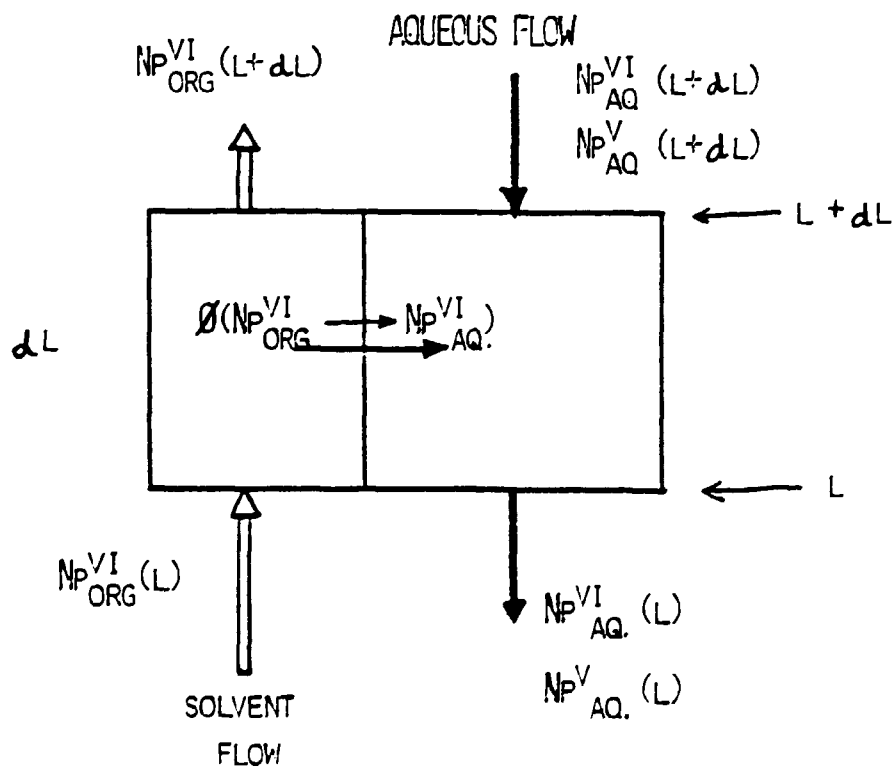 AQUEOUS FLOW
Np^VI_ORG (L+dL)
Np^VI_AQ (L+dL)
Np^V_AQ (L+dL)
L + dL
Ø(Np^VI_ORG → Np^VI_AQ.)
dL
L
Np^VI_ORG (L)
Np^VI_AQ. (L)
Np^V_AQ. (L)
SOLVENT
FLOW